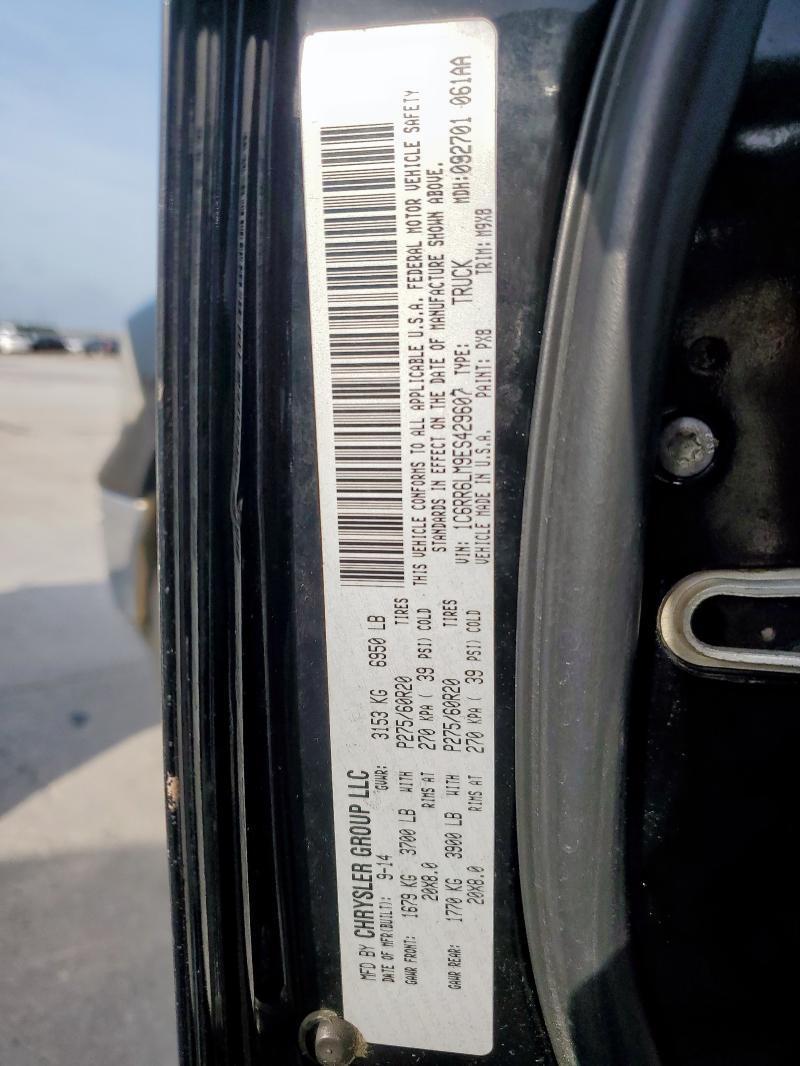 MFD BY CHRYSLER GROUP LLC
DATE OF MFR(BUILT): 9-14 GVWR: 3153 KG 6950 LB
GAWR FRONT: 1679 KG 3700 LB WITH P275/60R20 TIRES
20X8.0 RIMS AT 270 KPA ( 39 PSI) COLD
GAWR REAR: 1770 KG 3900 LB WITH P275/60R20 TIRES
20X8.0 RIMS AT 270 KPA ( 39 PSI) COLD
THIS VEHICLE CONFORMS TO ALL APPLICABLE U.S.A. FEDERAL MOTOR VEHICLE SAFETY
STANDARDS IN EFFECT ON THE DATE OF MANUFACTURE SHOWN ABOVE.
VIN: 1C6RR6LM9ES429607 TYPE: TRUCK MDH:092701 061AA
VEHICLE MADE IN U.S.A. PAINT: PX8 TRIM: M9X8